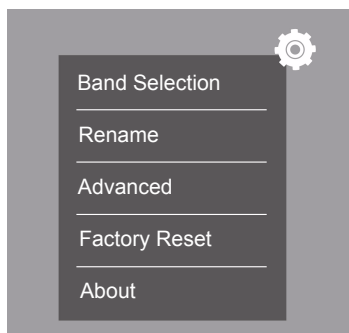 Band Selection
Rename
Advanced
Factory Reset
About